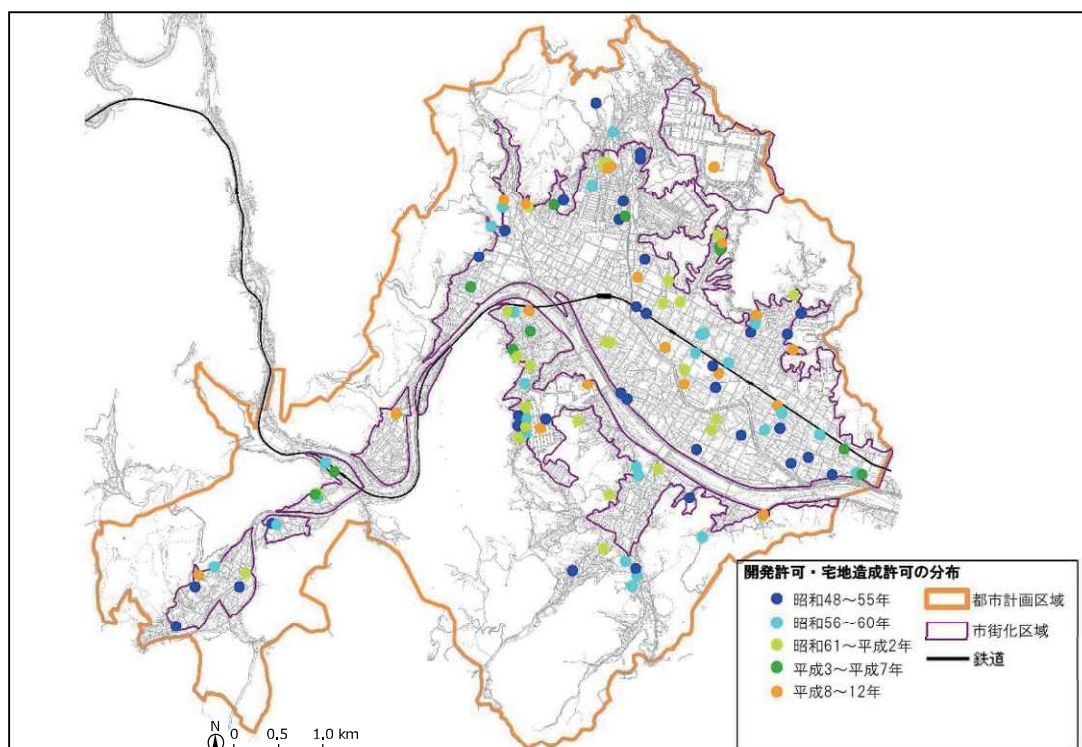 開発許可・宅地造成許可の分布
昭和48～55年
昭和56～60年
昭和61～平成2年
平成3～平成7年
平成8～12年
都市計画区域
市街化区域
鉄道
N 0 0.5 1.0 km